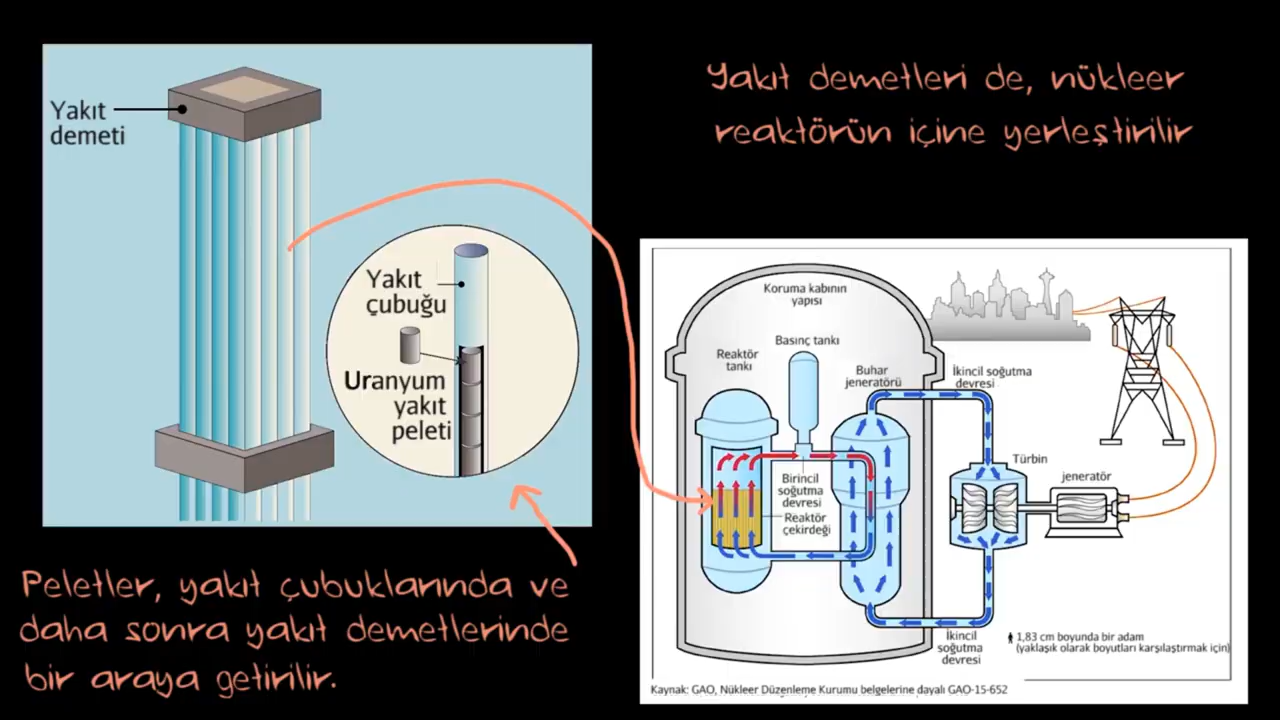 Yakıt
demeti
Yakıt
çubuğu
Uranyum
yakıt
peleti
Peletler, yakıt çubuklarında ve
daha sonra yakıt demetlerinde
bir araya getirilir.
Yakıt demetleri de, nükleer
reaktörün içine yerleştirilir
Koruma kabının
yapısı
Basınç tankı
Reaktör
tankı
Buhar
jeneratörü
İkincil soğutma
devresi
Türbin
jeneratör
Birincil
soğutma
devresi
Reaktör
çekirdeği
İkincil
soğutma
devresi
1,83 cm boyunda bir adam
(yaklaşık olarak boyutları karşılaştırmak için)
Kaynak: GAO, Nükleer Düzenleme Kurumu belgelerine dayalı GAO-15-652